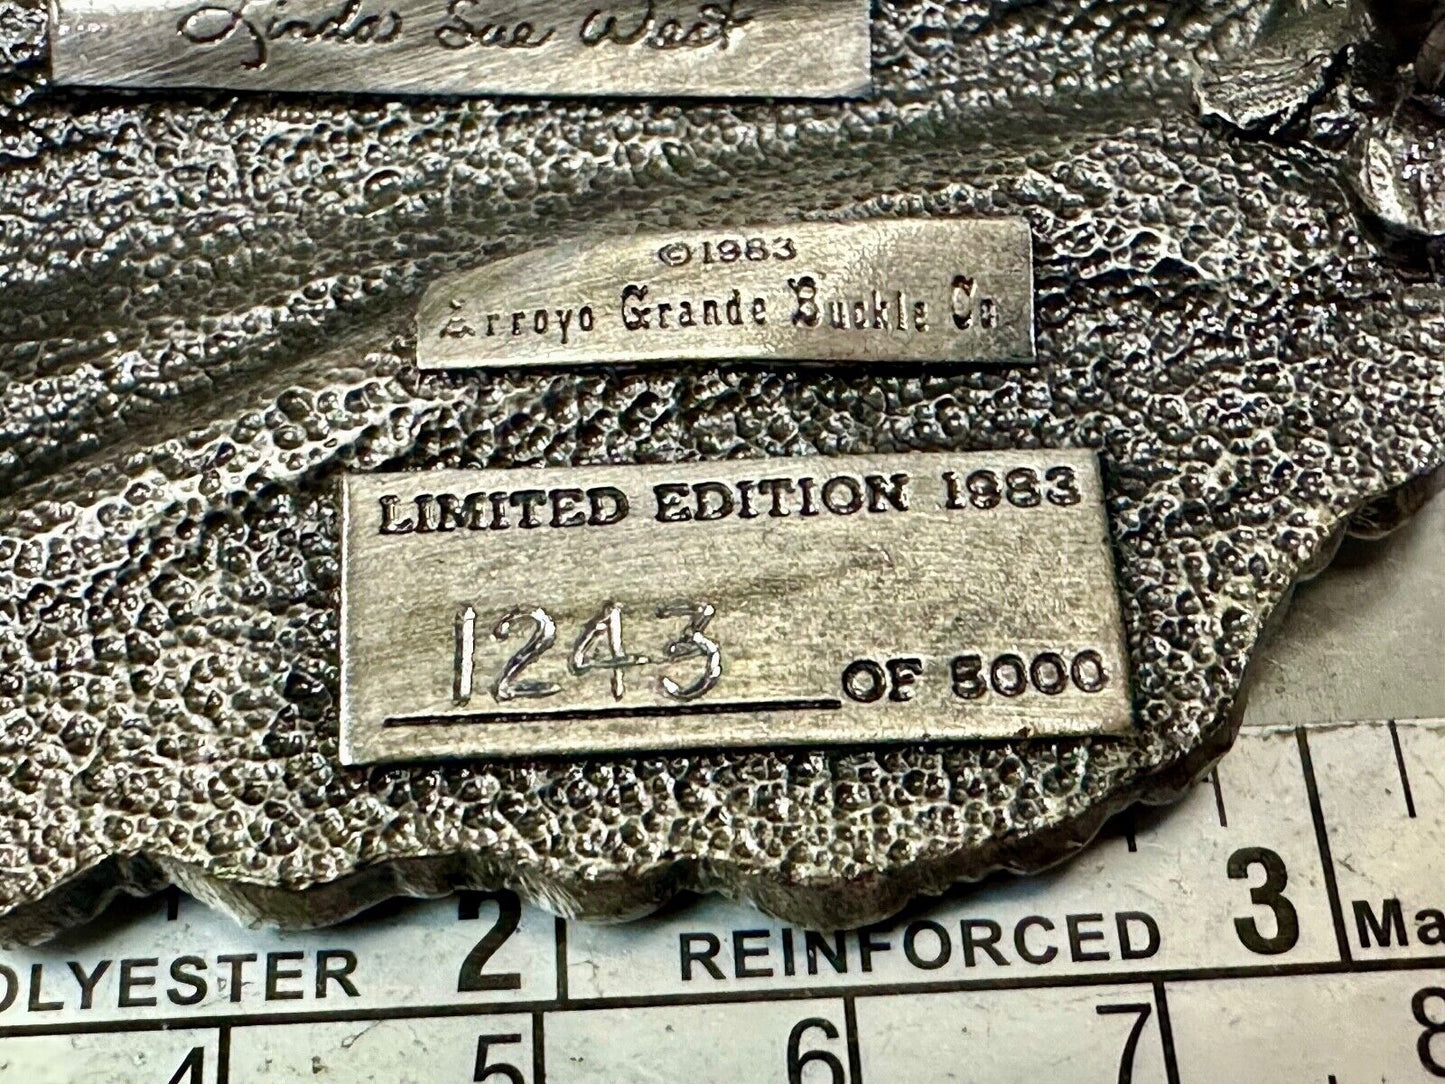 Linda Sue West
©1983
Arroyo Grande Buckle Co
LIMITED EDITION 1983
1243 OF 5000
OLYESTER 2 REINFORCED 3 Ma
4 5 6 7 8